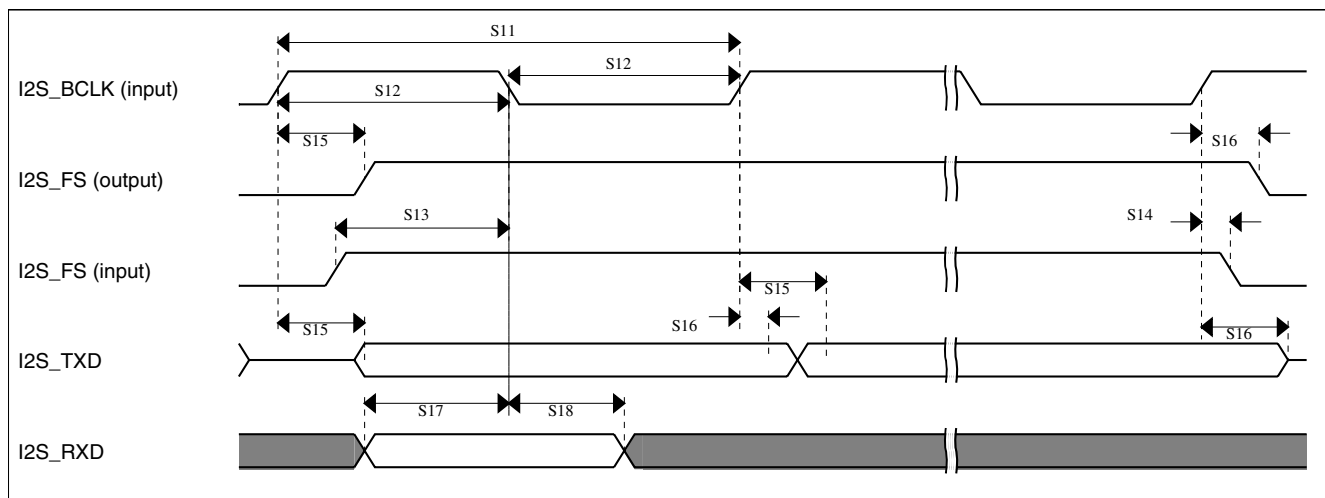 S11
I2S_BCLK (input)
S12
S12
S15
S16
I2S_FS (output)
S13
S14
I2S_FS (input)
S15
S15
S16
S16
I2S_TXD
S17
S18
I2S_RXD